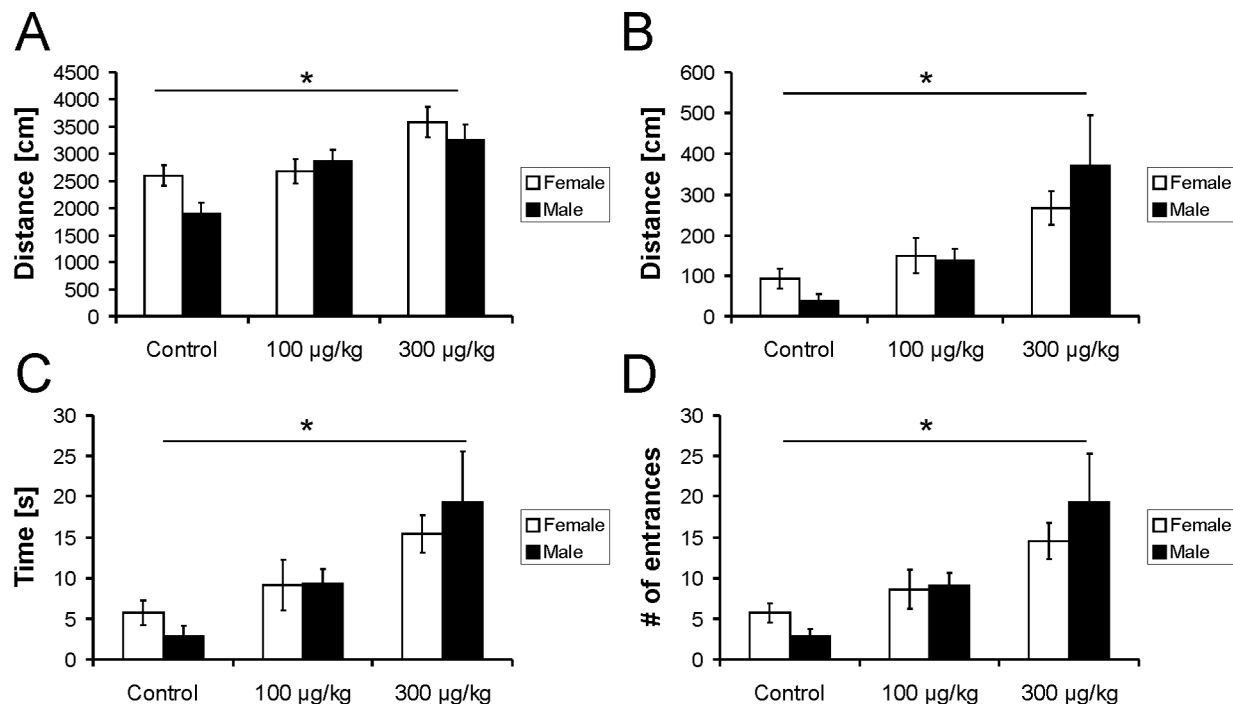 A
4500
4000
3500
3000
2500
2000
1500
1000
500
0
Distance [cm]
*
Control
100 µg/kg
300 µg/kg
Female
Male
B
600
500
400
300
200
100
0
Distance [cm]
*
Control
100 µg/kg
300 µg/kg
Female
Male
C
30
25
20
15
10
5
0
Time [s]
*
Control
100 µg/kg
300 µg/kg
Female
Male
D
30
25
20
15
10
5
0
# of entrances
*
Control
100 µg/kg
300 µg/kg
Female
Male